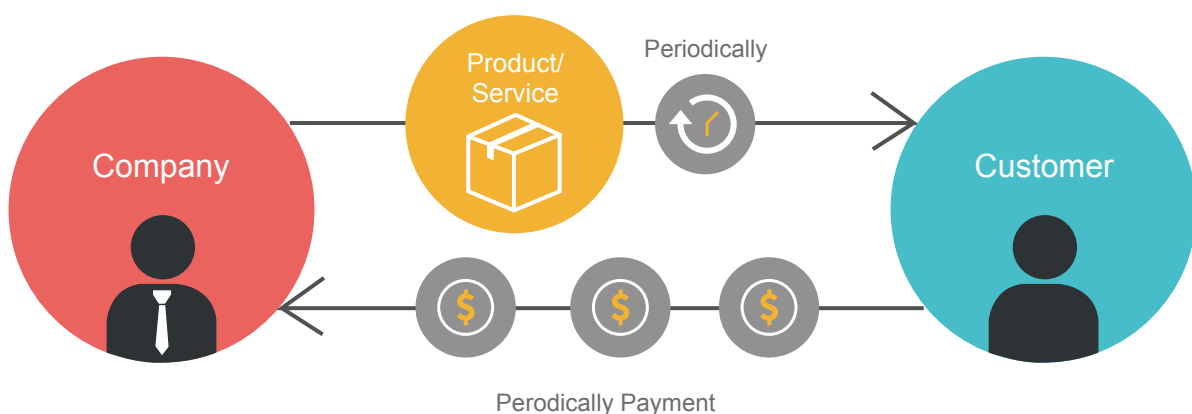 Periodically
Product/
Service
Company
Customer
$ $ $
Perodically Payment